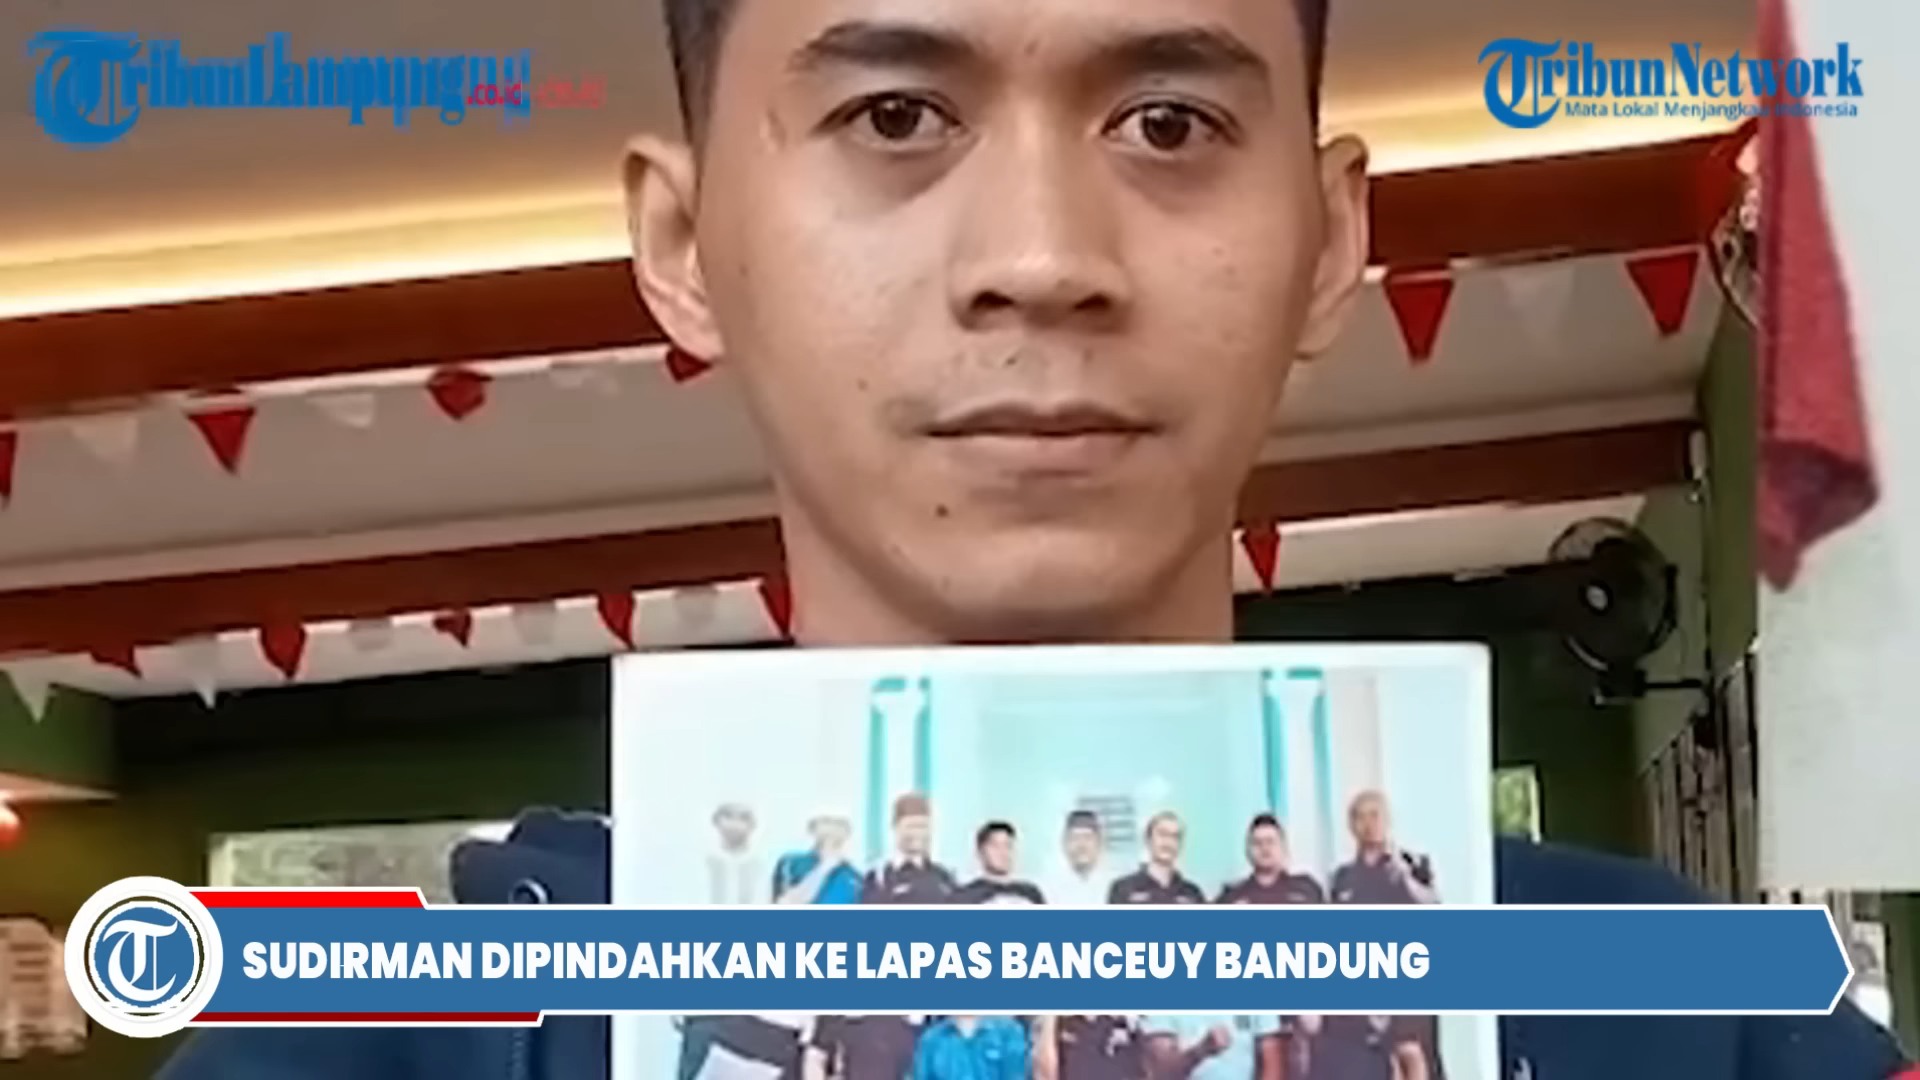 TribunNetwork
Mata Lokal Menjangkau Indonesia
SUDIRMAN DIPINDAHKAN KE LAPAS BANCEUY BANDUNG